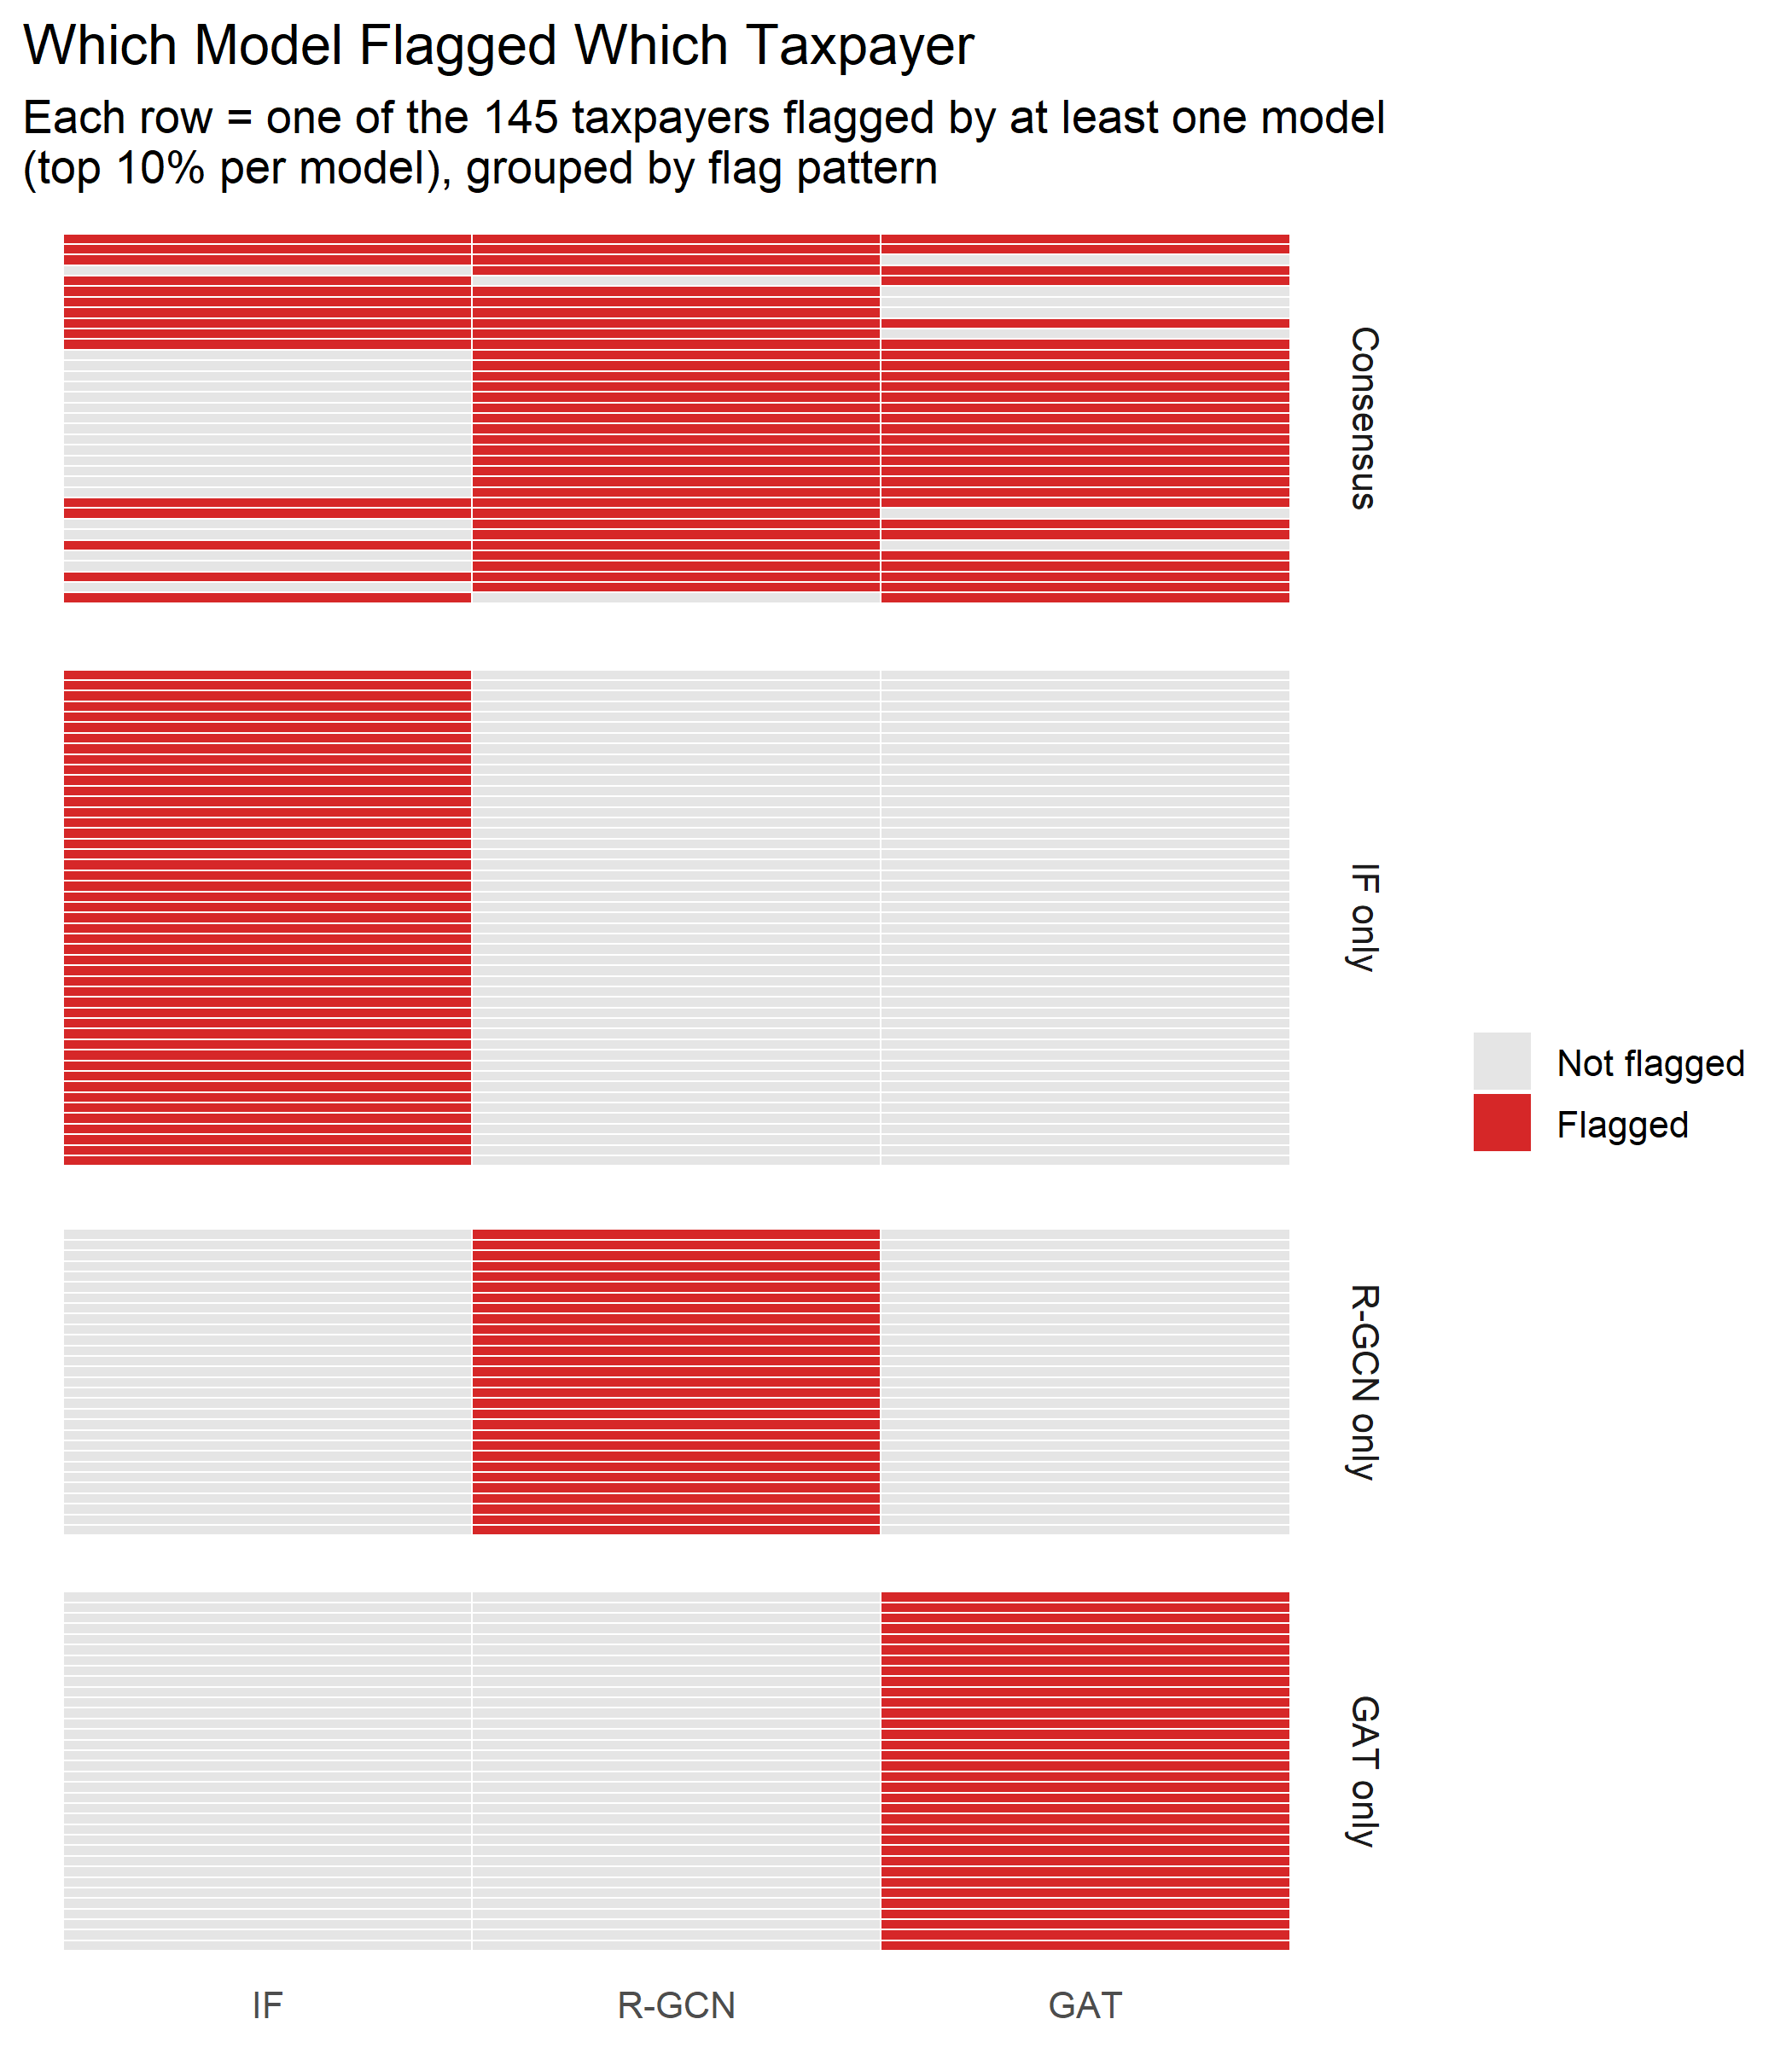 Which Model Flagged Which Taxpayer
Each row = one of the 145 taxpayers flagged by at least one model
(top 10% per model), grouped by flag pattern
Consensus
IF only
R-GCN only
GAT only
Not flagged
Flagged
IF
R-GCN
GAT